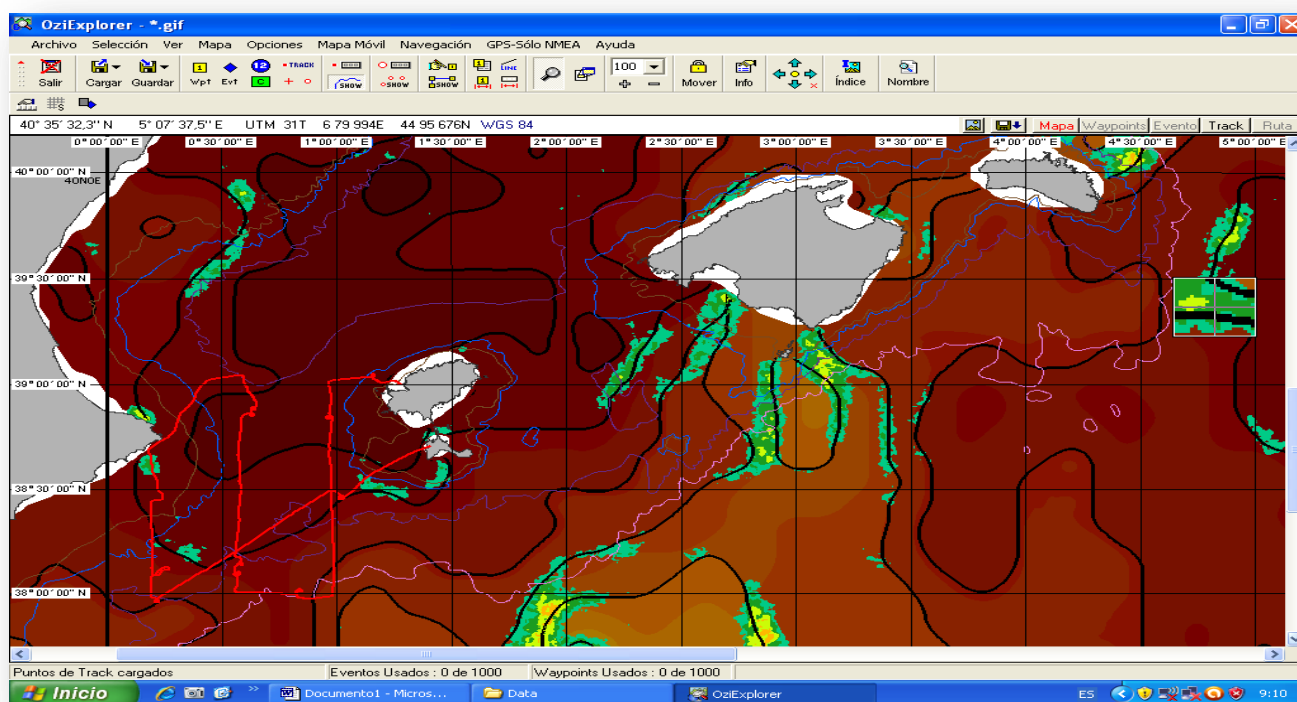 OziExplorer - *.gif
Archivo Selección Ver Mapa Opciones Mapa Móvil Navegación GPS-Sólo NMEA Ayuda
1 12 TRACK LINE 100
Salir Cargar Guardar Wpt Evt C SHOW SHOW SHOW Mover Info Índice Nombre
40° 35' 32,3'' N 5° 07' 37,5'' E UTM 31T 6 79 994E 44 95 676N WGS 84 Mapa Waypoints Evento Track Ruta
0° 00' 00'' E 0° 30' 00'' E 1° 00' 00'' E 1° 30' 00'' E 2° 00' 00'' E 2° 30' 00'' E 3° 00' 00'' E 3° 30' 00'' E 4° 00' 00'' E 4° 30' 00'' E 5° 00' 00'' E
40° 00' 00'' N
40N0E
39° 30' 00'' N
39° 00' 00'' N
38° 30' 00'' N
38° 00' 00'' N
Puntos de Track cargados Eventos Usados : 0 de 1000 Waypoints Usados : 0 de 1000
Inicio Documento1 - Micros... Data OziExplorer ES 9:10